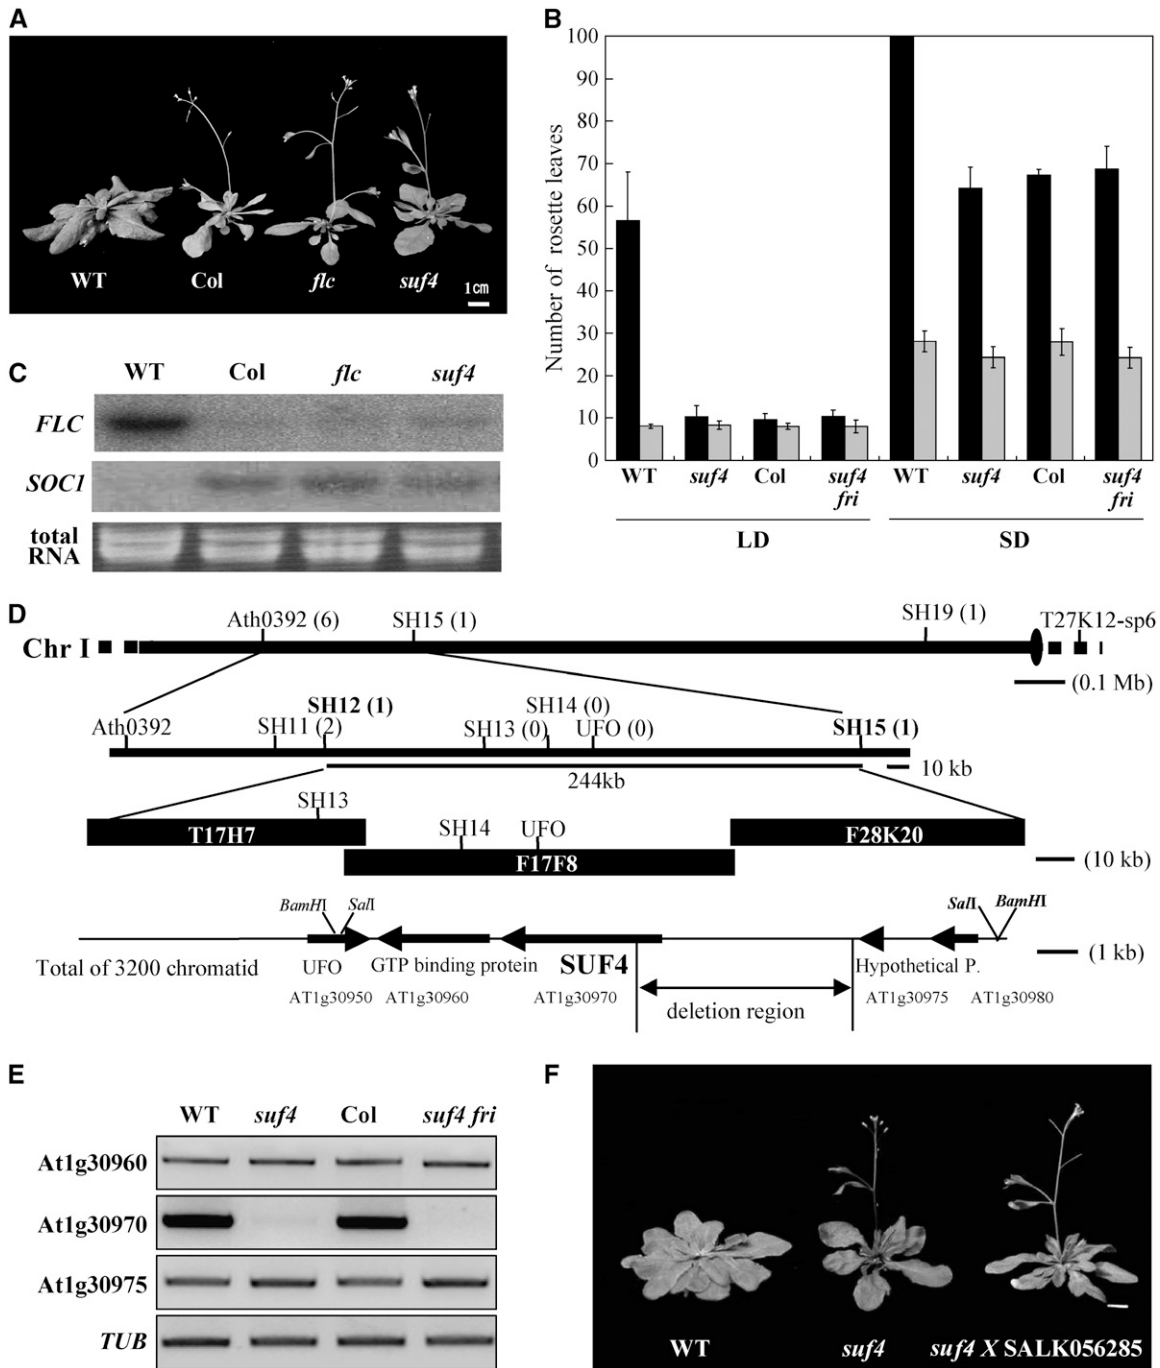 A
WT Col flc suf4
1cm
B
Number of rosette leaves
100
90
80
70
60
50
40
30
20
10
0
WT suf4 Col suf4 fri WT suf4 Col suf4 fri
LD SD
C
WT Col flc suf4
FLC
SOC1
total
RNA
D
Ath0392 (6) SH15 (1) SH19 (1) T27K12-sp6
Chr I
(0.1 Mb)
SH12 (1) SH14 (0)
Ath0392 SH11 (2) SH13 (0) UFO (0) SH15 (1)
10 kb
244kb
SH13
T17H7 SH14 UFO F28K20
F17F8
(10 kb)
BamHI SalI SalI BamHI
(1 kb)
Total of 3200 chromatid UFO GTP binding protein SUF4 Hypothetical P.
AT1g30950 AT1g30960 AT1g30970 AT1g30975 AT1g30980
deletion region
E
WT suf4 Col suf4 fri
At1g30960
At1g30970
At1g30975
TUB
F
WT suf4 suf4 X SALK056285